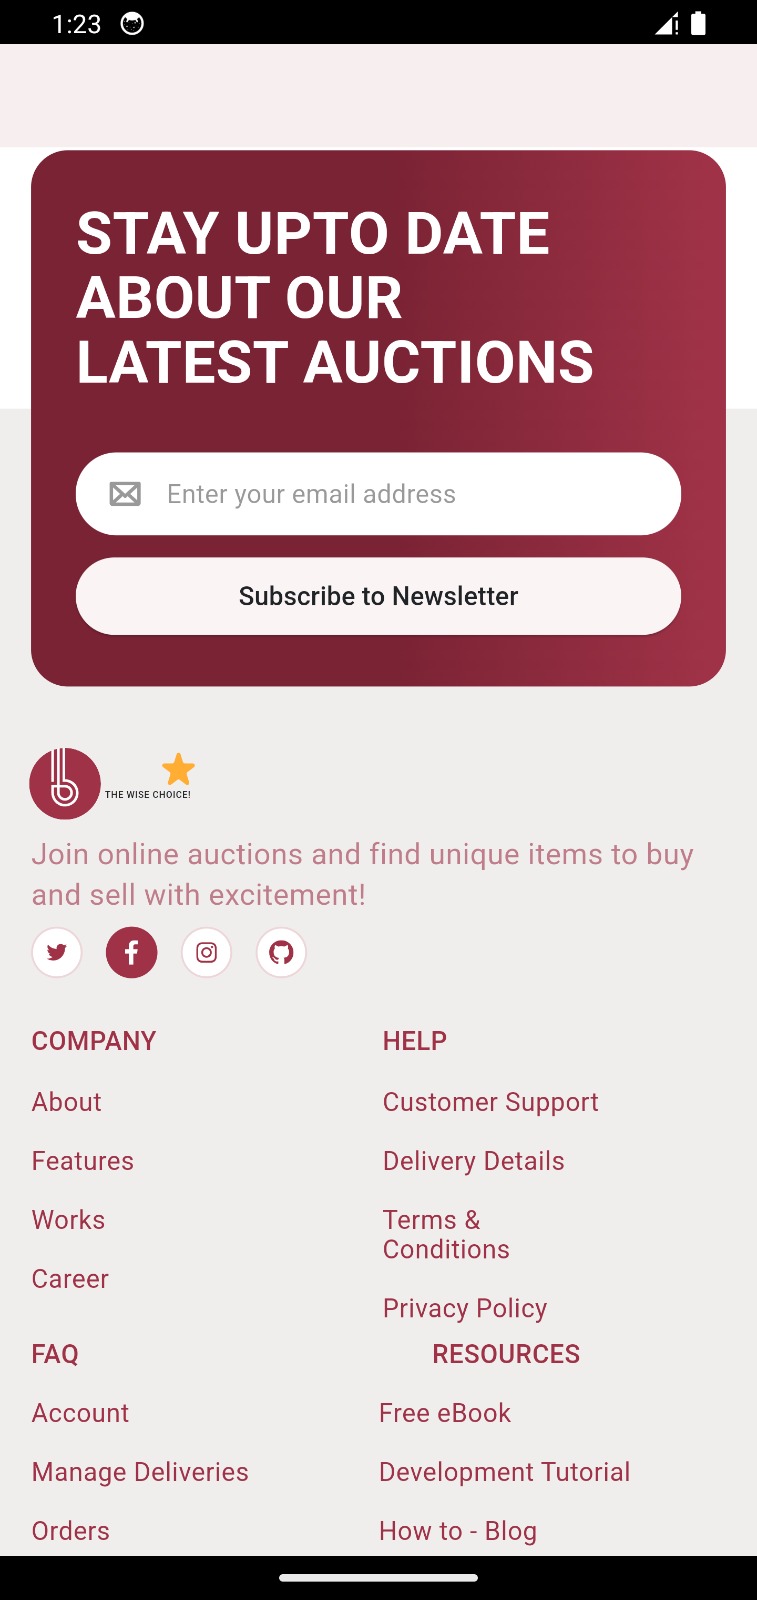 1:23
STAY UPTO DATE
ABOUT OUR
LATEST AUCTIONS
Enter your email address
Subscribe to Newsletter
THE WISE CHOICE!
Join online auctions and find unique items to buy
and sell with excitement!
COMPANY
About
Features
Works
Career
HELP
Customer Support
Delivery Details
Terms &
Conditions
Privacy Policy
FAQ
Account
Manage Deliveries
Orders
RESOURCES
Free eBook
Development Tutorial
How to - Blog